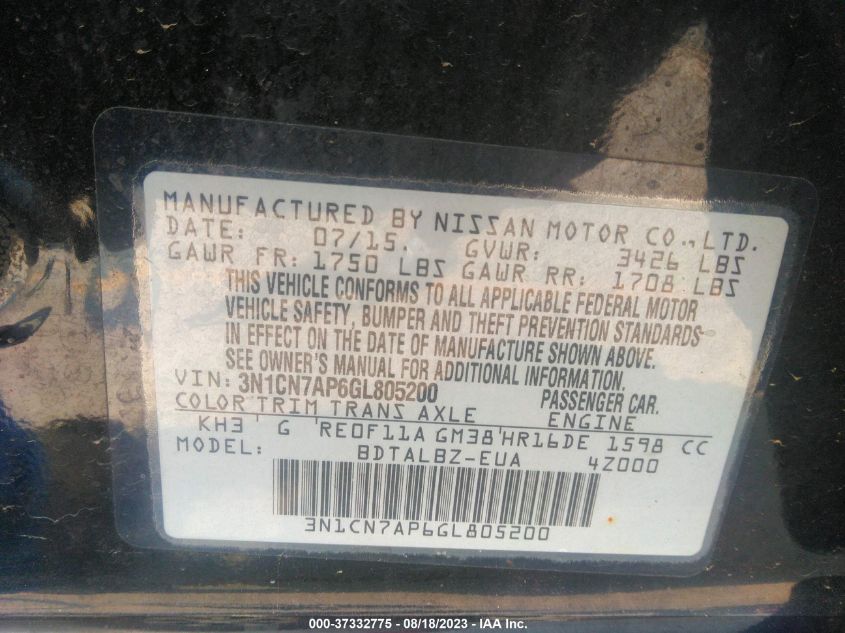 MANUFACTURED BY NISSAN MOTOR CO.,LTD.
DATE: 07/15. GVWR: 3426 LBS
GAWR FR: 1750 LBS GAWR RR: 1708 LBS
THIS VEHICLE CONFORMS TO ALL APPLICABLE FEDERAL MOTOR
VEHICLE SAFETY, BUMPER AND THEFT PREVENTION STANDARDS
IN EFFECT ON THE DATE OF MANUFACTURE SHOWN ABOVE.
SEE OWNER'S MANUAL FOR ADDITIONAL INFORMATION.
VIN: 3N1CN7AP6GL805200 PASSENGER CAR.
COLOR TRIM TRANS AXLE ENGINE
KH3 G RE0F11A GM38 HR16DE 1598 CC
MODEL: BDTALBZ-EUA 4Z000
3N1CN7AP6GL805200
000-37332775 - 08/18/2023 - IAA Inc.